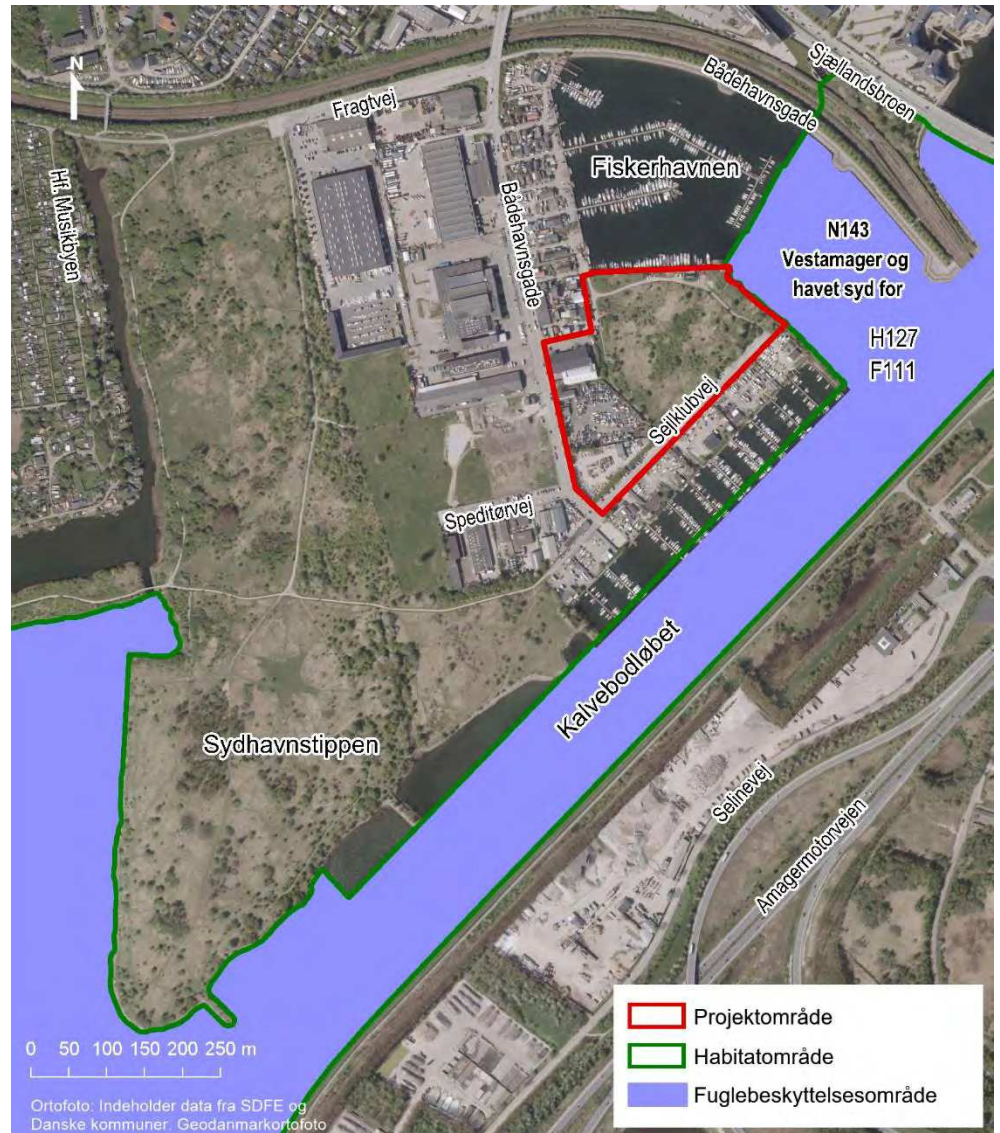 N
Fragtvej
Bådehavnsgade
Sjællandsbroen
Hf. Musikbyen
Fiskerhavnen
Bådehavnsgade
N143
Vestamager og
havet syd for
H127
F111
Sejlklubvej
Speditørvej
Kalvebodløbet
Sydhavnstippen
Selinevej
Amagermotorvejen
0 50 100 150 200 250 m
Projektområde
Habitatområde
Fuglebeskyttelsesområde
Ortofoto: Indeholder data fra SDFE og
Danske kommuner. Geodanmarkortofoto